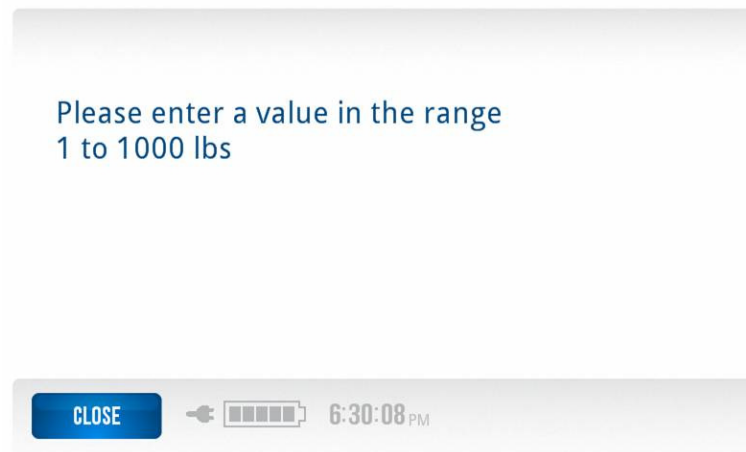 Please enter a value in the range
1 to 1000 lbs
CLOSE
6:30:08 PM